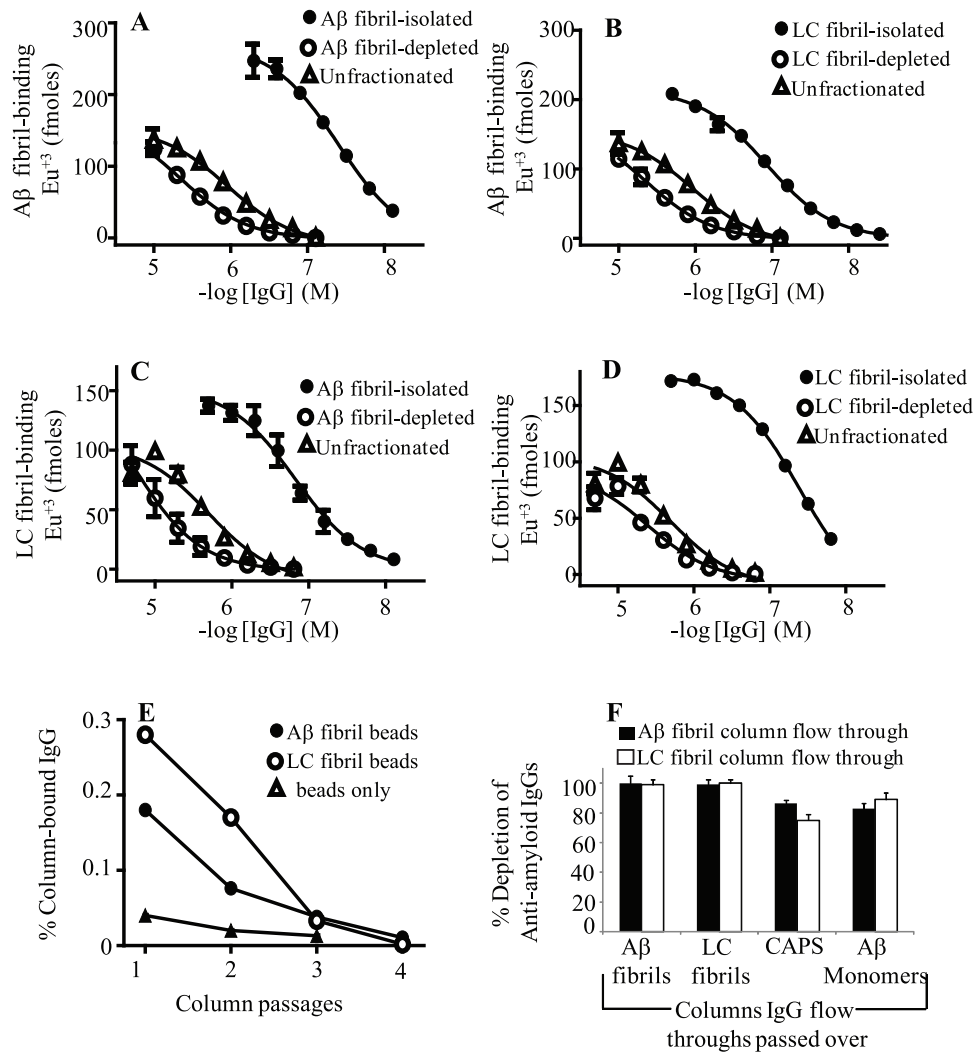 A
Aβ fibril-isolated
Aβ fibril-depleted
Unfractionated
Aβ fibril-binding
Eu+3 (fmoles)
300
200
100
0
5 6 7 8
-log [IgG] (M)
B
LC fibril-isolated
LC fibril-depleted
Unfractionated
Aβ fibril-binding
Eu+3 (fmoles)
300
200
100
0
5 6 7 8
-log [IgG] (M)
C
Aβ fibril-isolated
Aβ fibril-depleted
Unfractionated
LC fibril-binding
Eu+3 (fmoles)
150
100
50
0
5 6 7 8
-log [IgG] (M)
D
LC fibril-isolated
LC fibril-depleted
Unfractionated
LC fibril-binding
Eu+3 (fmoles)
150
100
50
0
5 6 7 8
-log [IgG] (M)
E
Aβ fibril beads
LC fibril beads
beads only
% Column-bound IgG
0.3
0.2
0.1
0
1 2 3 4
Column passages
F
Aβ fibril column flow through
LC fibril column flow through
% Depletion of
Anti-amyloid IgGs
100
80
60
40
20
0
Aβ fibrils
LC fibrils
CAPS
Aβ Monomers
Columns IgG flow
throughs passed over